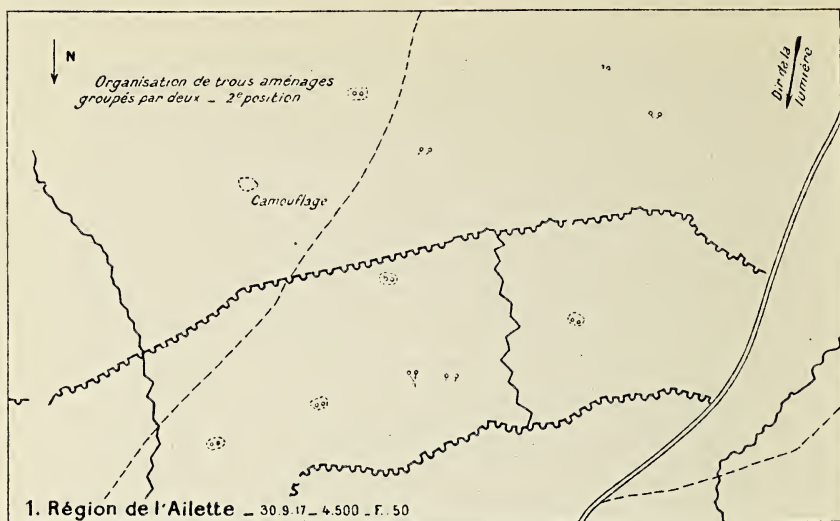 N
Organisation de trous aménagés
groupés par deux _ 2e position
Dir de la
lumière
Camouflage
S
1. Région de l'Ailette _ 30.9.17 _ 4.500 _ F. 50